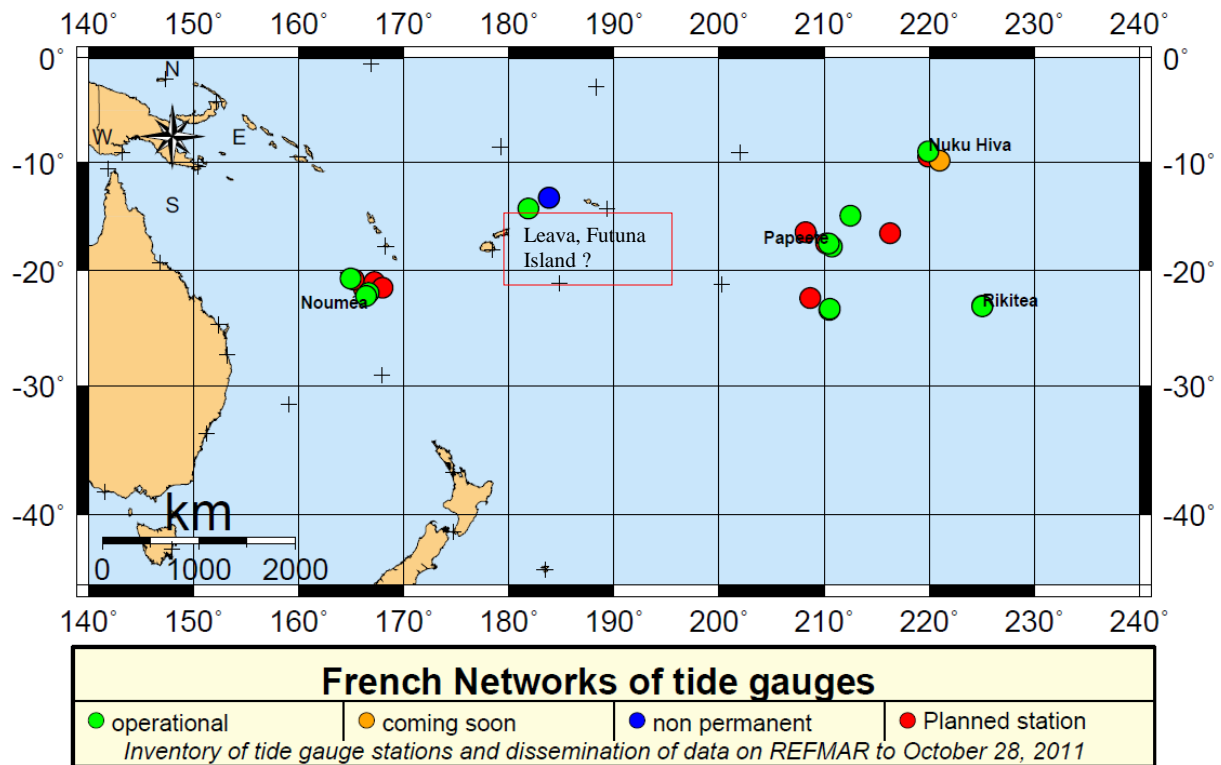 140° 150° 160° 170° 180° 190° 200° 210° 220° 230° 240°
0° 0°
N
W E
S
Nuku Hiva
-10° -10°
Leava, Futuna
Island ?
Papeete
-20° -20°
Nouméa
Rikitea
-30° -30°
-40° -40°
km
0 1000 2000
140° 150° 160° 170° 180° 190° 200° 210° 220° 230° 240°
French Networks of tide gauges
operational coming soon non permanent Planned station
Inventory of tide gauge stations and dissemination of data on REFMAR to October 28, 2011